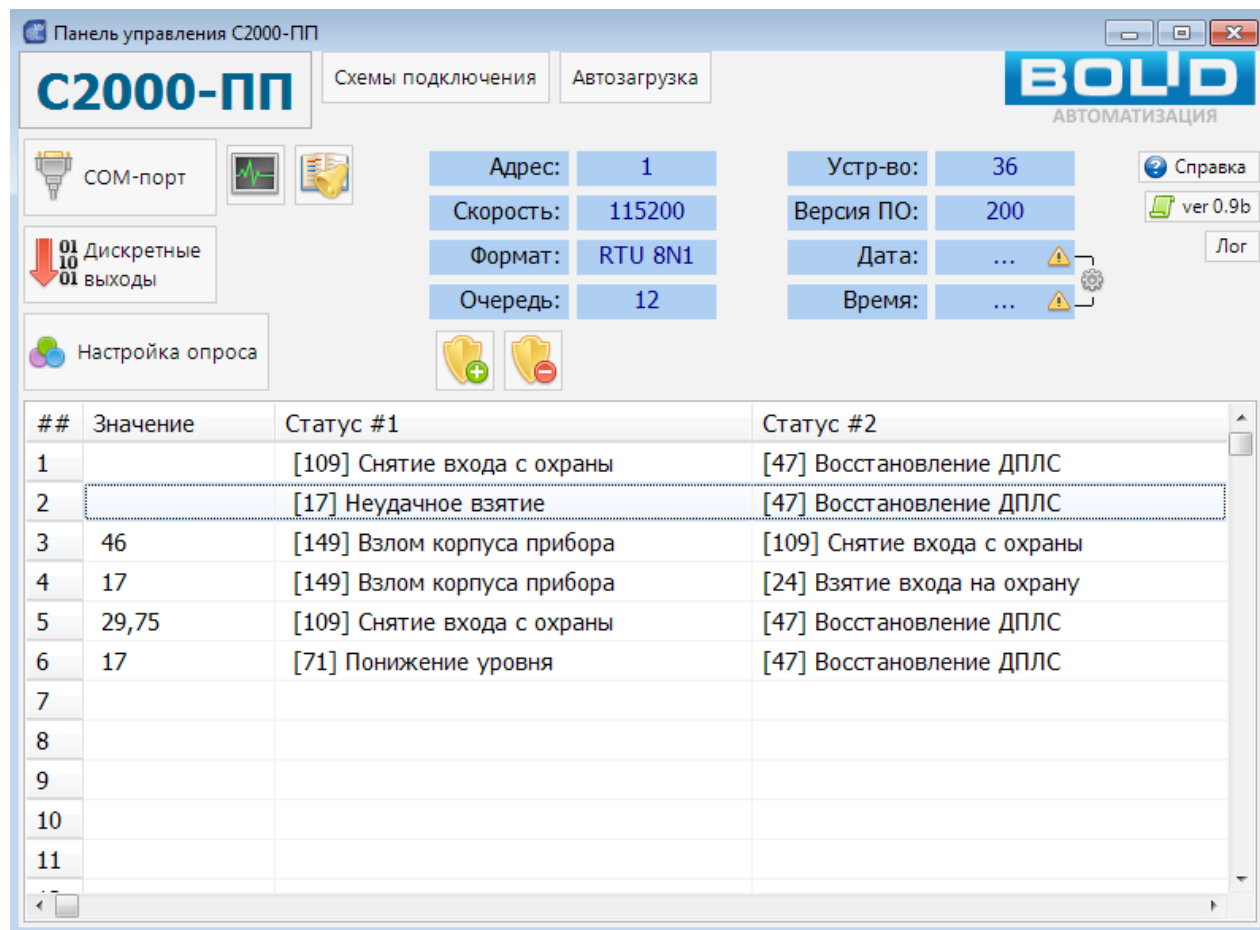 Панель управления С2000-ПП
С2000-ПП
Схемы подключения
Автозагрузка
BOLID
АВТОМАТИЗАЦИЯ
COM-порт
Адрес: 1
Устр-во: 36
Справка
Скорость: 115200
Версия ПО: 200
ver 0.9b
01
10
01
Дискретные
выходы
Формат: RTU 8N1
Дата: ...
Лог
Очередь: 12
Время: ...
Настройка опроса
## Значение Статус #1 Статус #2
1 [109] Снятие входа с охраны [47] Восстановление ДПЛС
2 [17] Неудачное взятие [47] Восстановление ДПЛС
3 46 [149] Взлом корпуса прибора [109] Снятие входа с охраны
4 17 [149] Взлом корпуса прибора [24] Взятие входа на охрану
5 29,75 [109] Снятие входа с охраны [47] Восстановление ДПЛС
6 17 [71] Понижение уровня [47] Восстановление ДПЛС
7
8
9
10
11